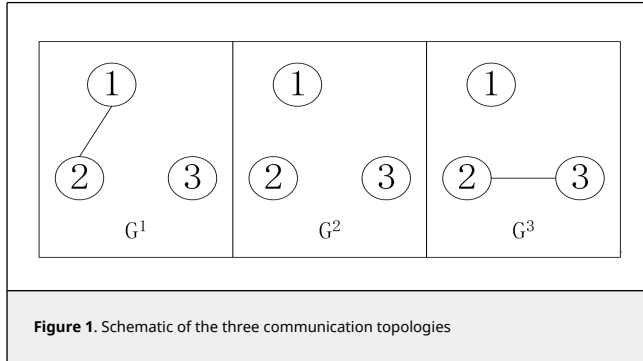 1
1
1
2
3
2
3
2
3
G¹
G²
G³
Figure 1. Schematic of the three communication topologies